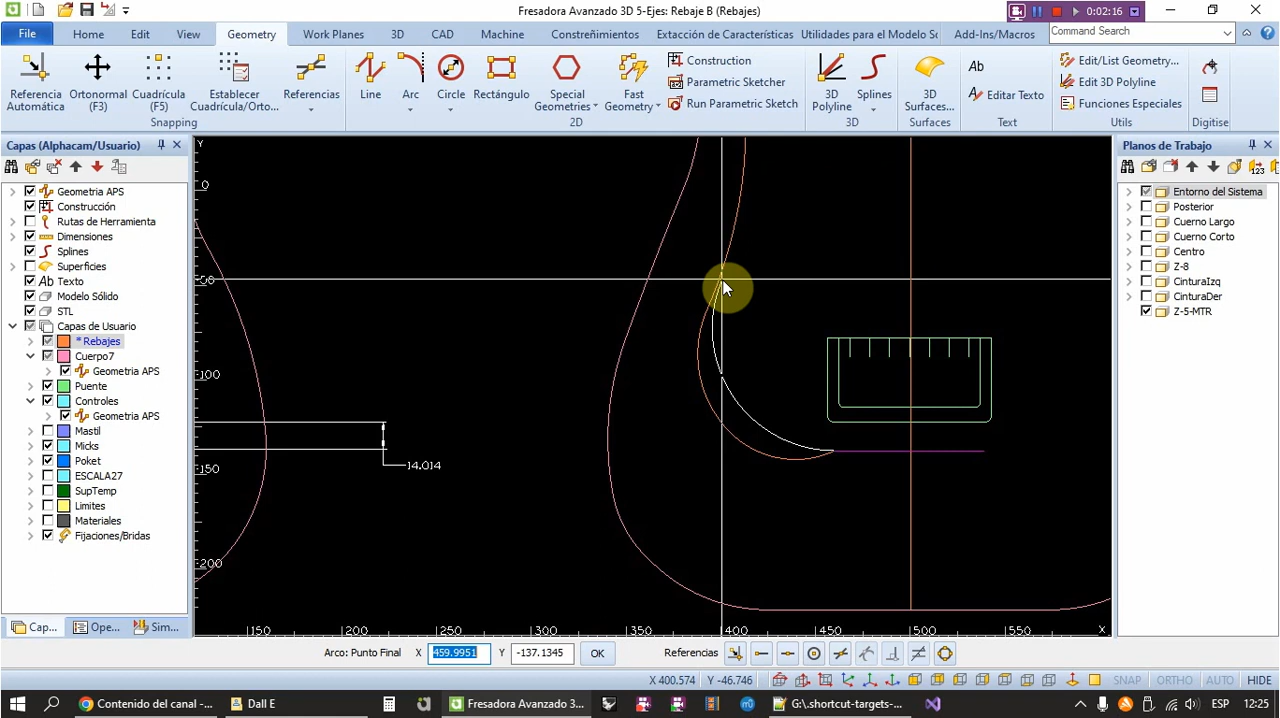 Fresadora Avanzado 3D 5-Ejes: Rebaje B (Rebajes)
0:02:16
File
Home
Edit
View
Geometry
Work Planes
3D
CAD
Machine
Constreñimientos
Extacción de Características
Utilidades para el Modelo Sc
Add-Ins/Macros
Command Search
Referencia Automática
Ortonormal (F3)
Cuadrícula (F5)
Establecer Cuadrícula/Orto...
Referencias
Snapping
Line
Arc
Circle
Rectángulo
Special Geometries
Fast Geometry
Construction
Parametric Sketcher
Run Parametric Sketch
2D
3D Polyline
Splines
3D
3D Surfaces...
Surfaces
Ab
Editar Texto
Text
Edit/List Geometry...
Edit 3D Polyline
Funciones Especiales
Utils
Digitise
Capas (Alphacam/Usuario)
Geometria APS
Construcción
Rutas de Herramienta
Dimensiones
Splines
Superficies
Ab Texto
Modelo Sólido
STL
Capas de Usuario
* Rebajes
Cuerpo7
Geometria APS
Puente
Controles
Geometria APS
Mastil
Micks
Poket
ESCALA27
SupTemp
Limites
Materiales
Fijaciones/Bridas
Cap...
Ope...
Sim...
Y
0
-50
-100
-150
-200
14.014
150
200
250
300
350
400
450
500
550
X
Planos de Trabajo
Entorno del Sistema
Posterior
Cuerno Largo
Cuerno Corto
Centro
Z-8
CinturaIzq
CinturaDer
Z-5-MTR
Arco: Punto Final
X 459.9951
Y -137.1345
OK
Referencias
X 400.574
Y -46.746
SNAP
ORTHO
AUTO
HIDE
Contenido del canal -...
Dall E
Fresadora Avanzado 3...
G:\.shortcut-targets-...
ESP
12:25